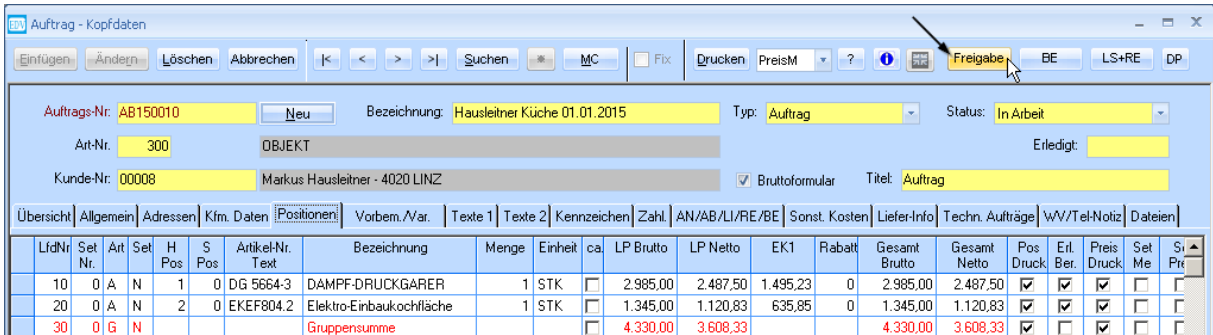 EDV Auftrag - Kopfdaten
Einfügen Ändern Löschen Abbrechen |< < > >| Suchen * MC Fix Drucken PreisM ? Freigabe BE LS+RE DP
Auftrags-Nr: AB150010 Neu Bezeichnung: Hausleitner Küche 01.01.2015 Typ: Auftrag Status: In Arbeit
Art-Nr. 300 OBJEKT Erledigt:
Kunde-Nr: 00008 Markus Hausleitner - 4020 LINZ Bruttoformular Titel: Auftrag
Übersicht Allgemein Adressen Kfm. Daten Positionen Vorbem./Var. Texte 1 Texte 2 Kennzeichen Zahl. AN/AB/LI/RE/BE Sonst. Kosten Liefer-Info Techn. Aufträge WV/Tel-Notiz Dateien
LfdNr Set Art Set H S Artikel-Nr. Bezeichnung Menge Einheit ca. LP Brutto LP Netto EK1 Rabatt Gesamt Gesamt Pos Erl. Preis Set
Nr. Pos Pos Text Brutto Netto Druck Ber. Druck Me Pre
10 0 A N 1 0 DG 5664-3 DAMPF-DRUCKGARER 1 STK 2.985,00 2.487,50 1.495,23 0 2.985,00 2.487,50
20 0 A N 2 0 EKEF804.2 Elektro-Einbaukochfläche 1 STK 1.345,00 1.120,83 635,85 0 1.345,00 1.120,83
30 0 G N Gruppensumme 4.330,00 3.608,33 4.330,00 3.608,33